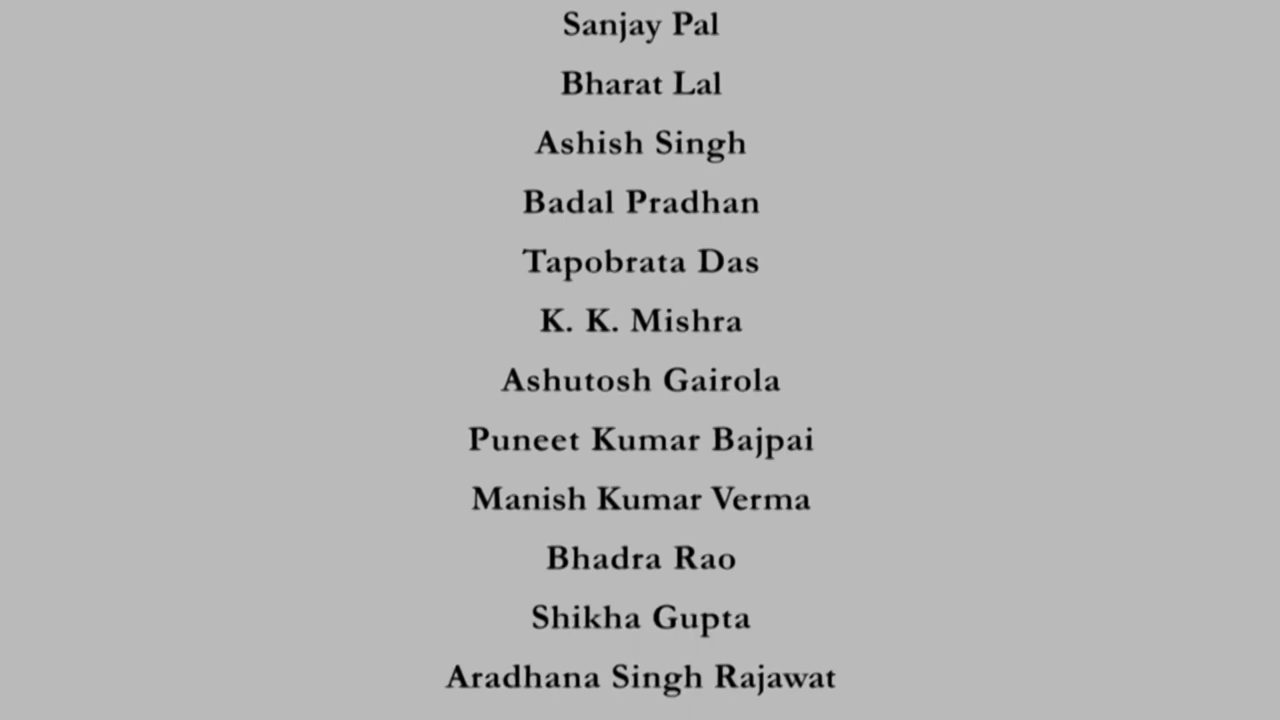 Sanjay Pal
Bharat Lal
Ashish Singh
Badal Pradhan
Tapobrata Das
K. K. Mishra
Ashutosh Gairola
Puneet Kumar Bajpai
Manish Kumar Verma
Bhadra Rao
Shikha Gupta
Aradhana Singh Rajawat